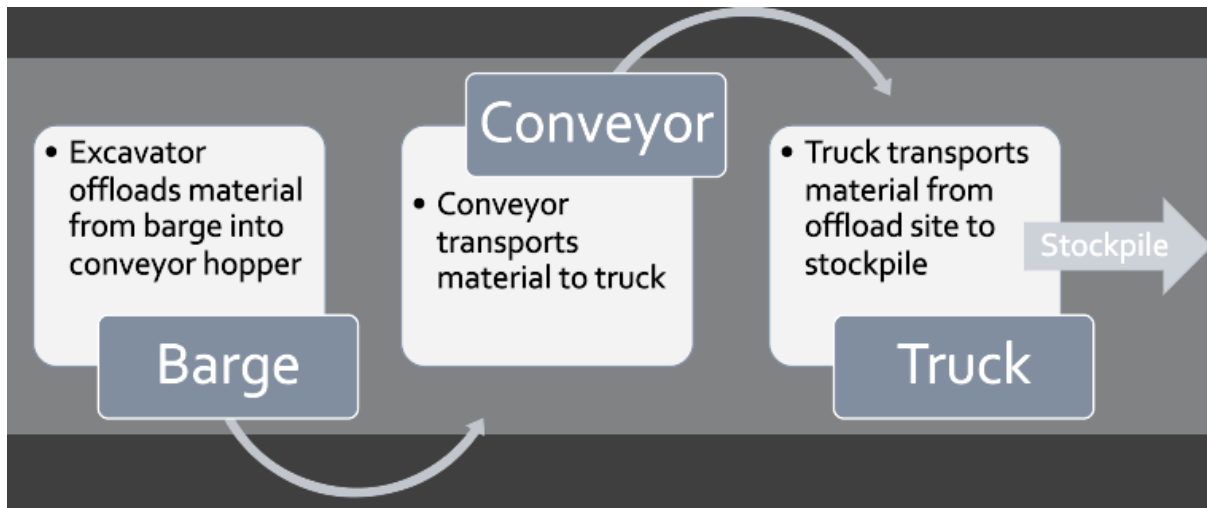 • Excavator
offloads material
from barge into
conveyor hopper
Barge
Conveyor
• Conveyor
transports
material to truck
• Truck transports
material from
offload site to
stockpile
Truck
Stockpile